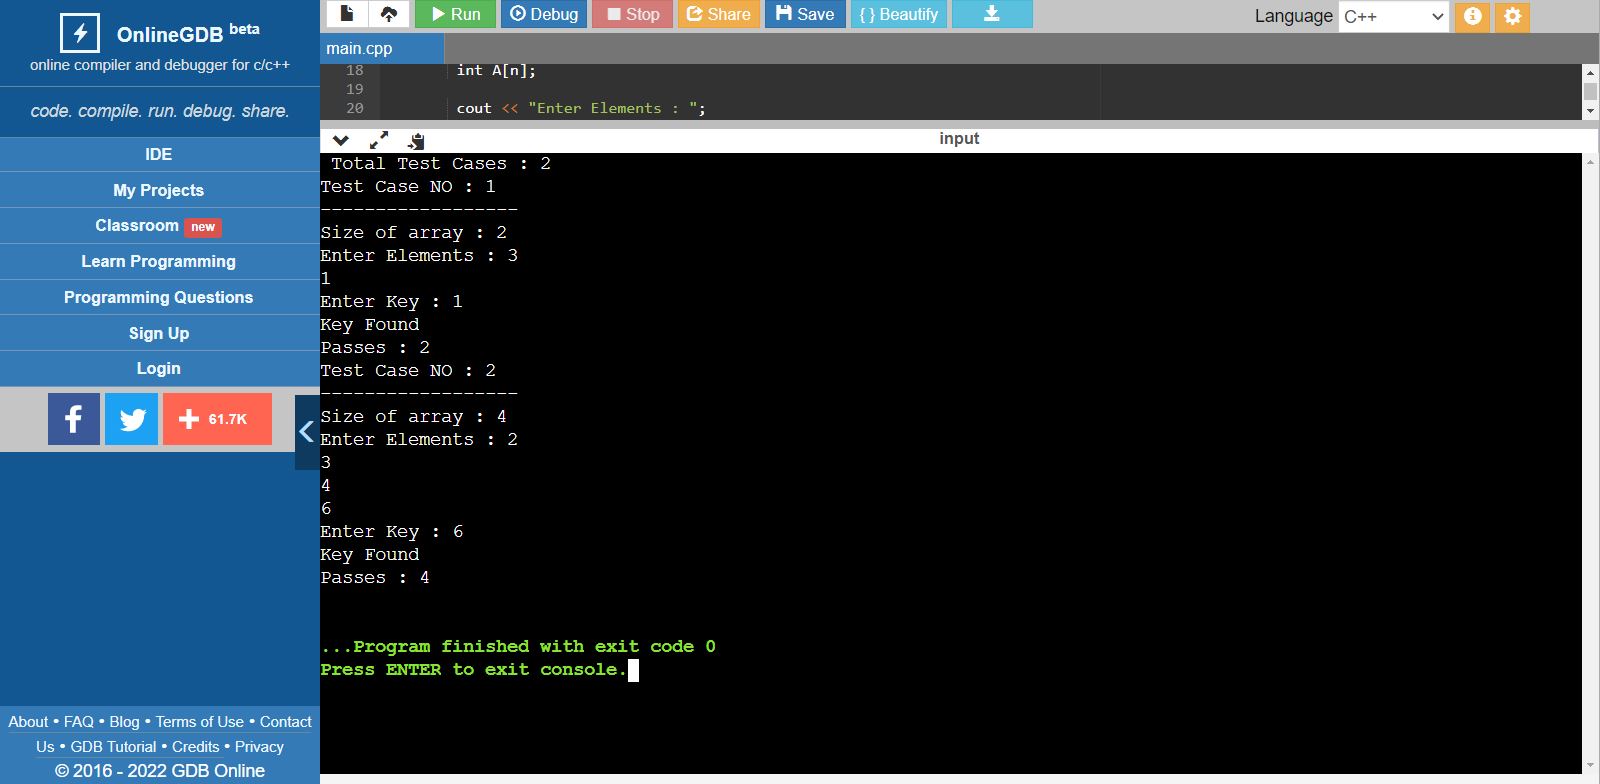 OnlineGDB beta
online compiler and debugger for c/c++
code. compile. run. debug. share.
IDE
My Projects
Classroom new
Learn Programming
Programming Questions
Sign Up
Login
61.7K
About • FAQ • Blog • Terms of Use • Contact
Us • GDB Tutorial • Credits • Privacy
© 2016 - 2022 GDB Online
Run Debug Stop Share Save { } Beautify
Language C++
main.cpp
18 int A[n];
19
20 cout << "Enter Elements : ";
input
Total Test Cases : 2
Test Case NO : 1
------------------
Size of array : 2
Enter Elements : 3
1
Enter Key : 1
Key Found
Passes : 2
Test Case NO : 2
------------------
Size of array : 4
Enter Elements : 2
3
4
6
Enter Key : 6
Key Found
Passes : 4
...Program finished with exit code 0
Press ENTER to exit console.